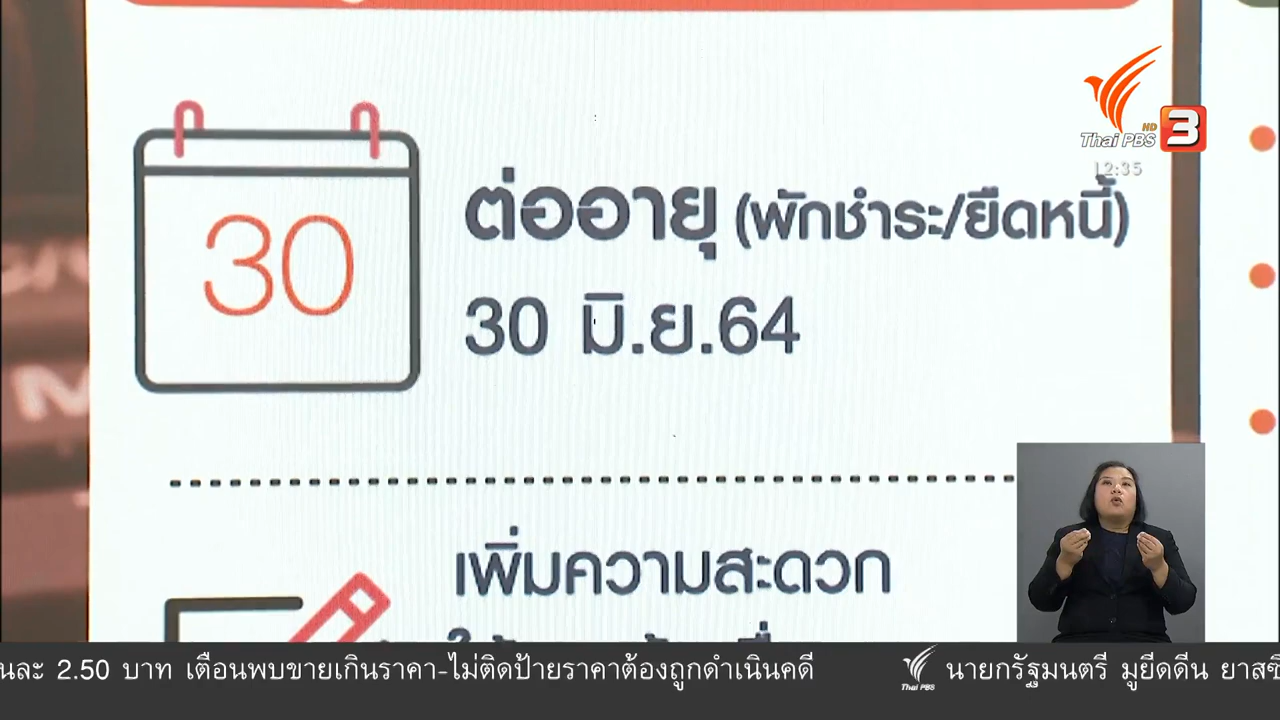 Thai PBS HD 3
12:35
30
ต่ออายุ (พักชำระ/ยืดหนี้)
30 มิ.ย.64
เพิ่มความสะดวก
นละ 2.50 บาท เตือนพบขายเกินราคา-ไม่ติดป้ายราคาต้องถูกดำเนินคดี
Thai PBS
นายกรัฐมนตรี มูยีดดีน ยาสซิ